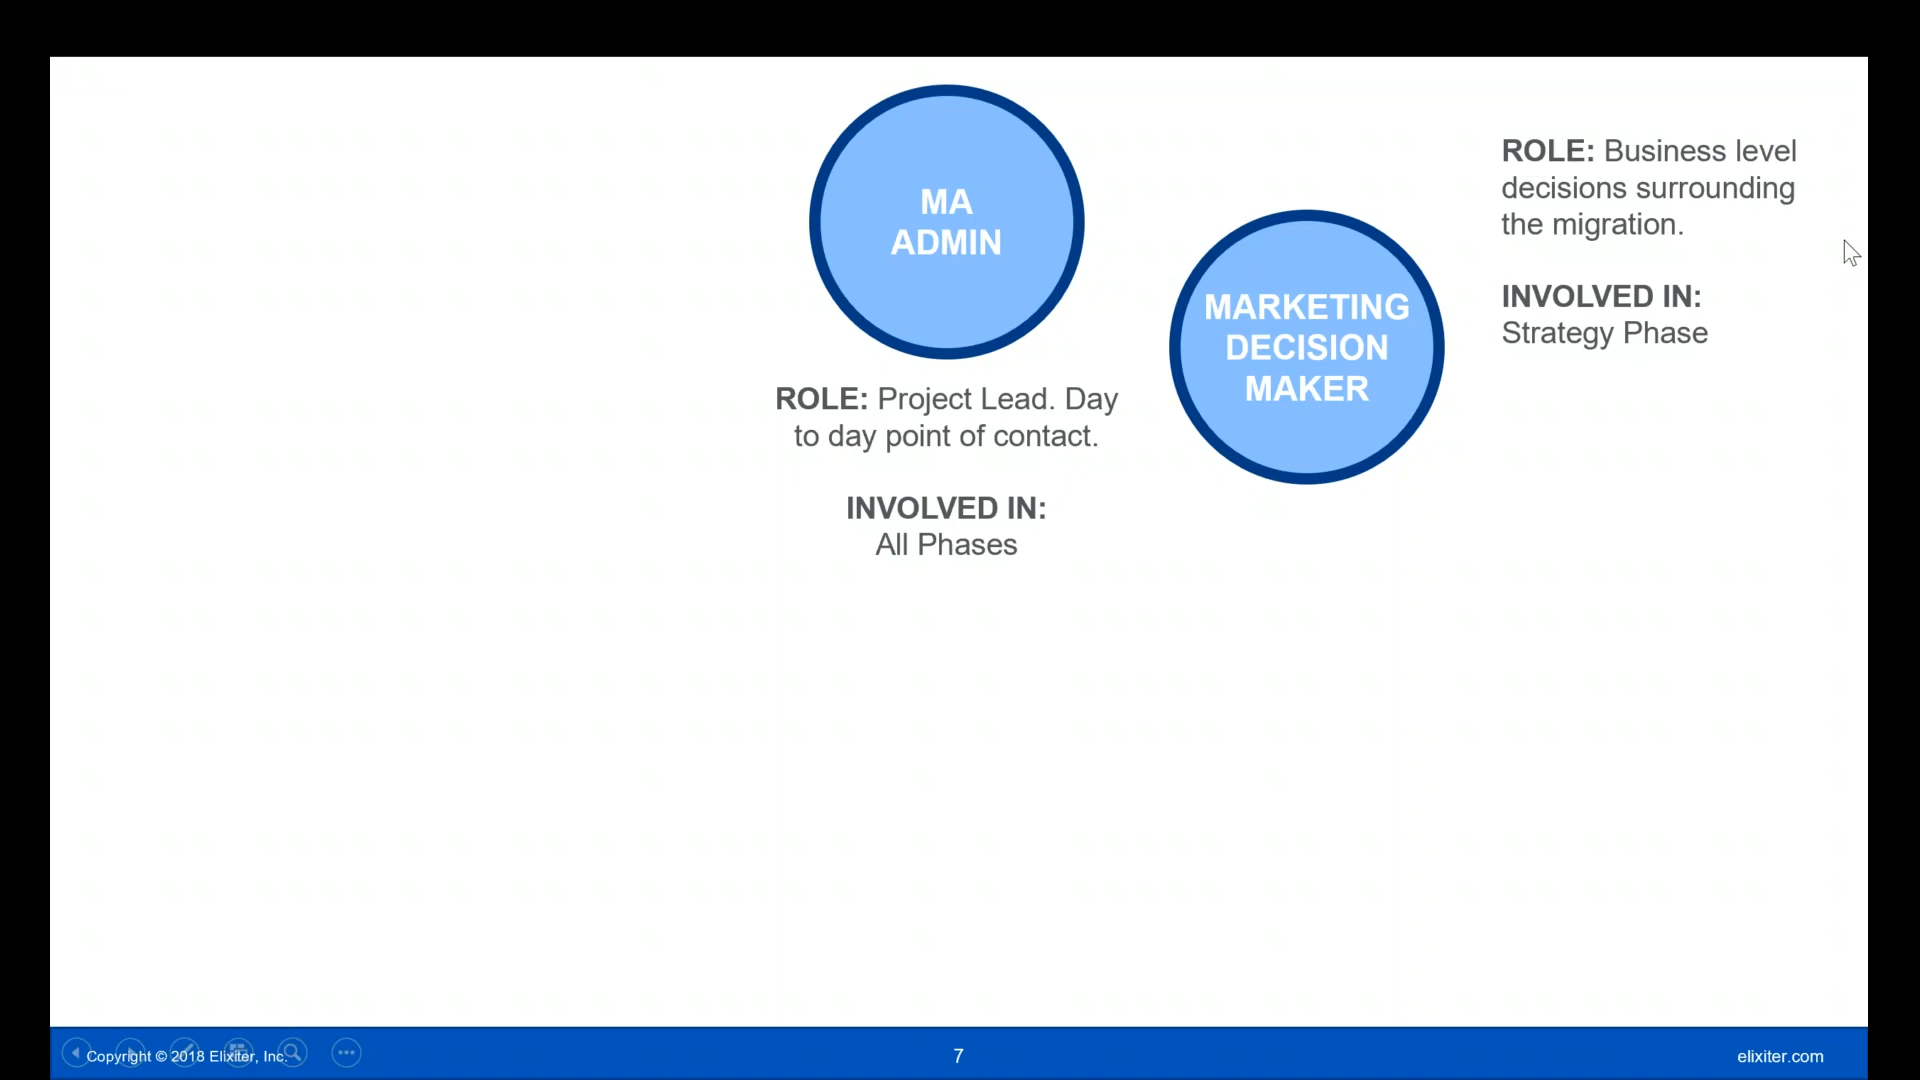 MA
ADMIN
ROLE: Project Lead. Day
to day point of contact.
INVOLVED IN:
All Phases
MARKETING
DECISION
MAKER
ROLE: Business level
decisions surrounding
the migration.
INVOLVED IN:
Strategy Phase
Copyright © 2018 Elixiter, Inc.
7
elixiter.com